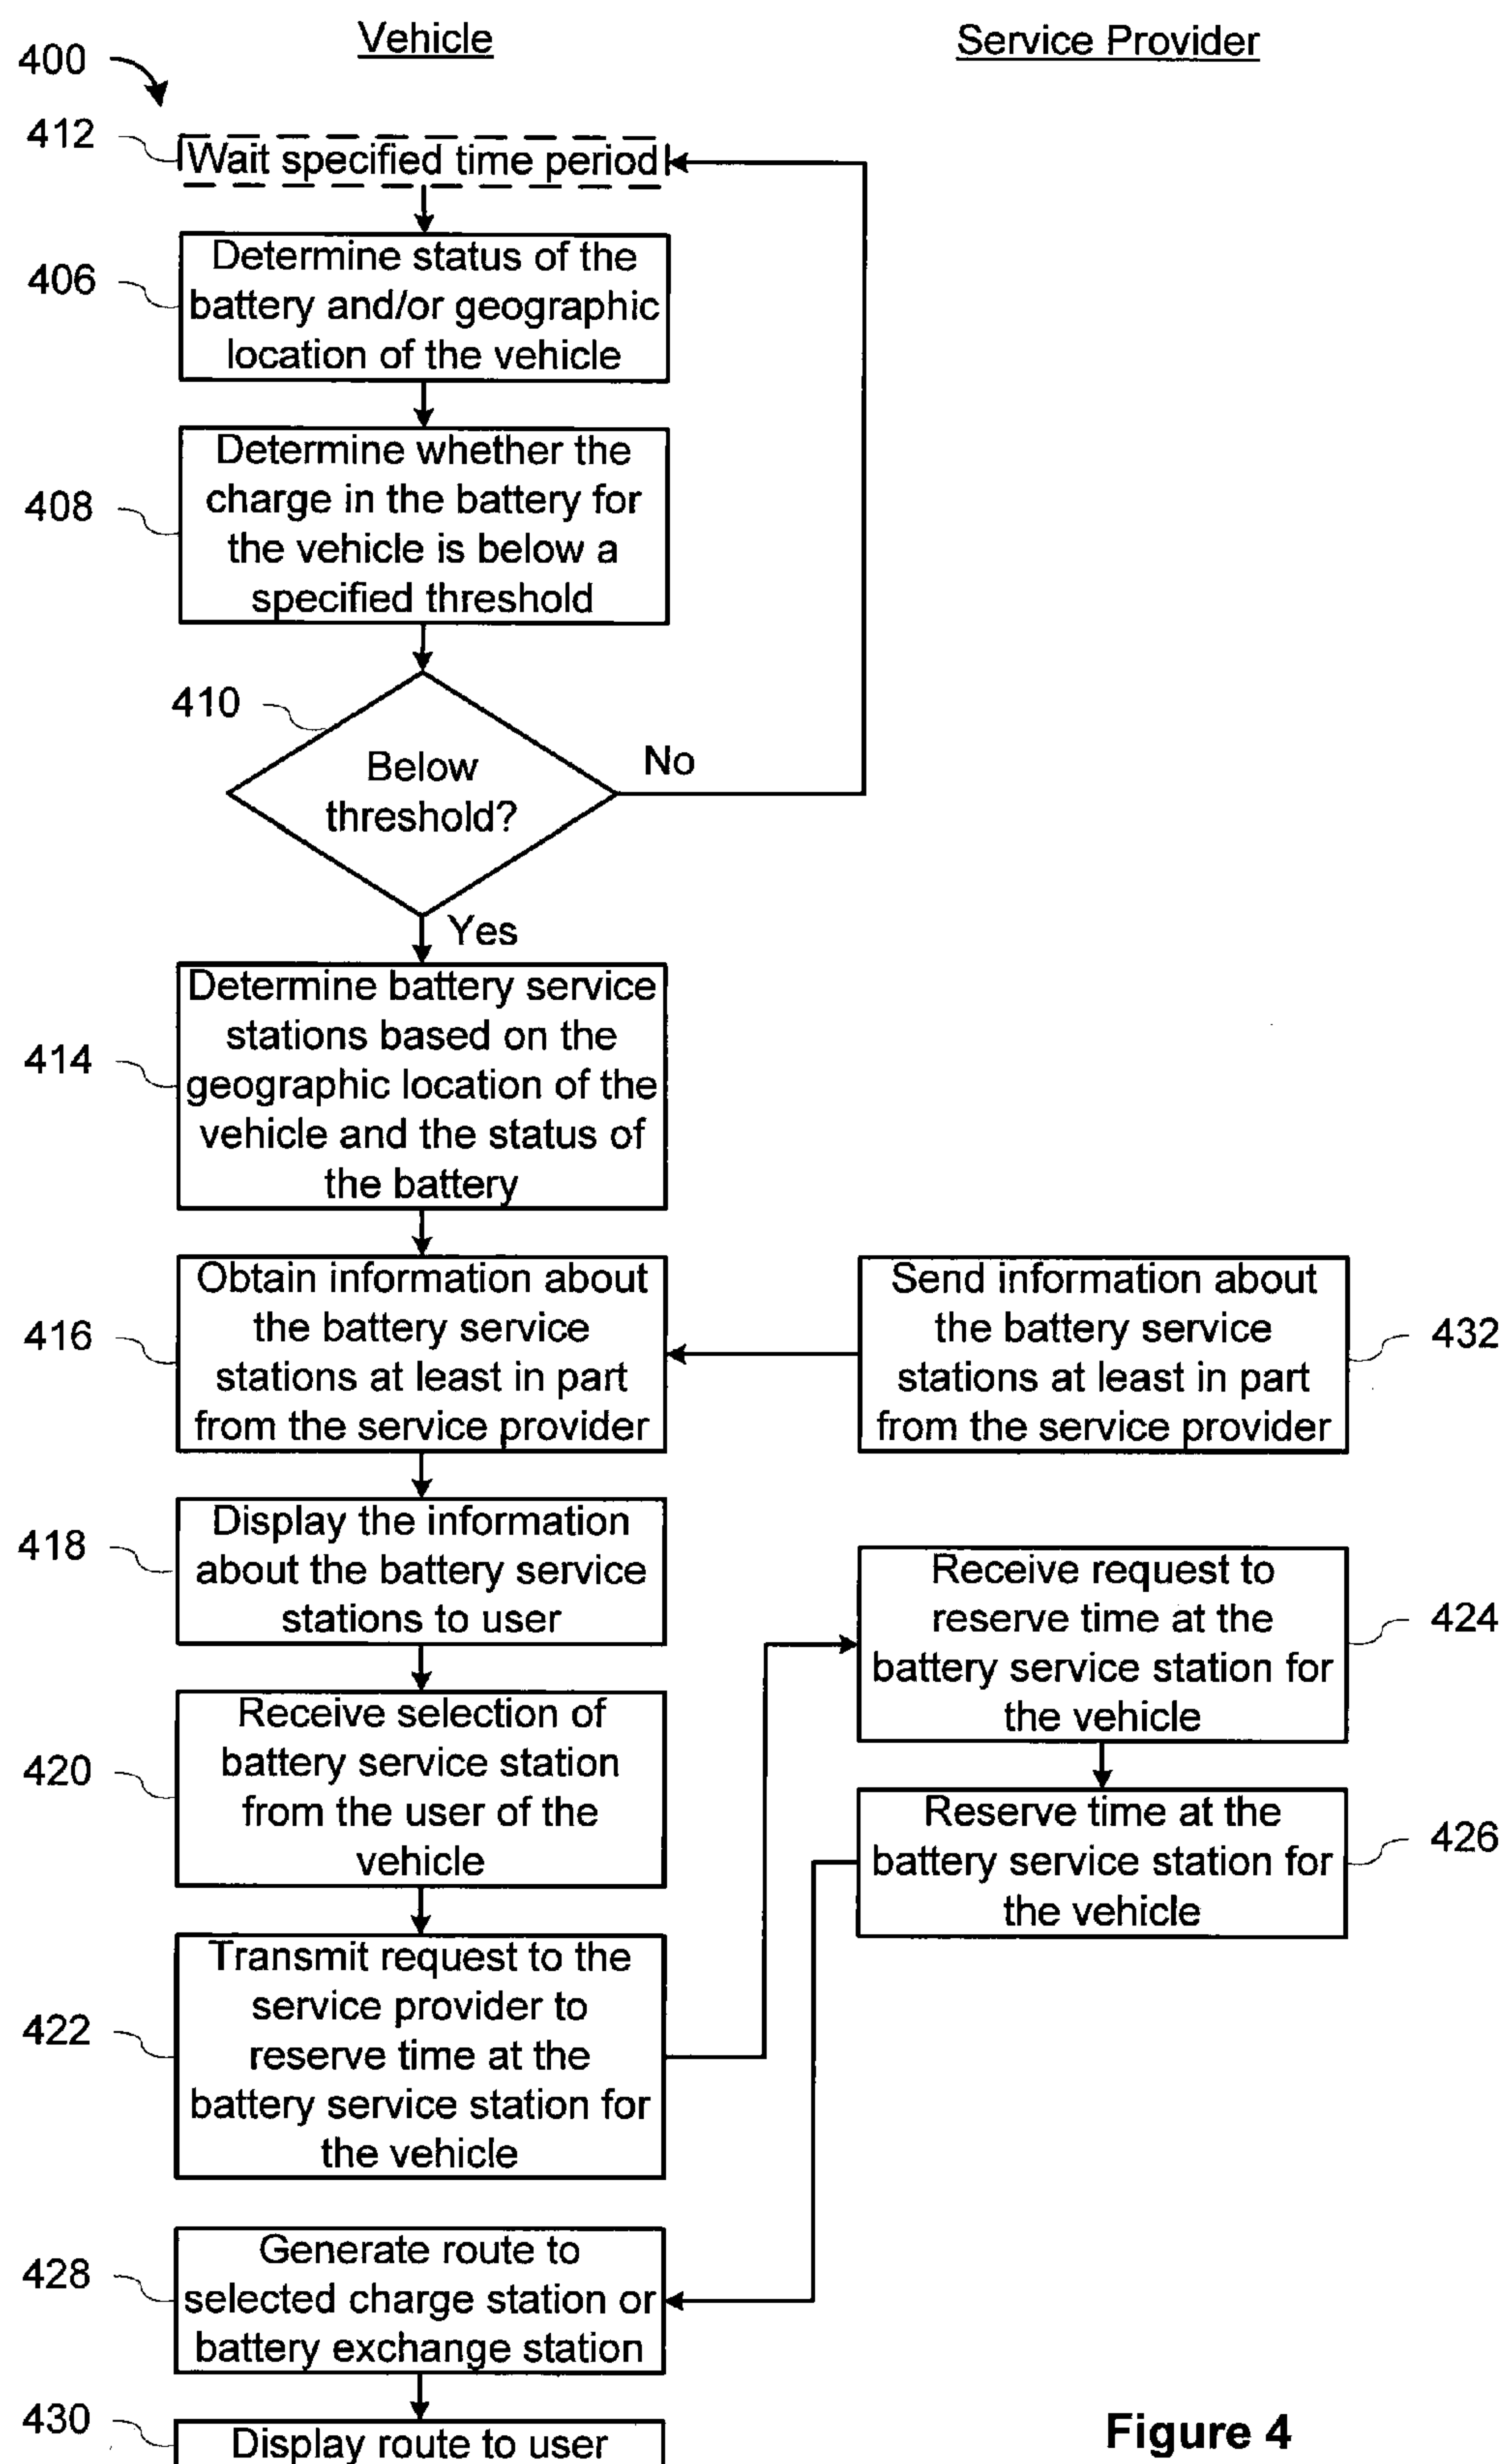 Vehicle
Service Provider
400
412
Wait specified time period
406
Determine status of the
battery and/or geographic
location of the vehicle
408
Determine whether the
charge in the battery for
the vehicle is below a
specified threshold
410
Below
threshold?
No
Yes
414
Determine battery service
stations based on the
geographic location of the
vehicle and the status of
the battery
416
Obtain information about
the battery service
stations at least in part
from the service provider
Send information about
the battery service
stations at least in part
from the service provider
432
418
Display the information
about the battery service
stations to user
Receive request to
reserve time at the
battery service station for
the vehicle
424
420
Receive selection of
battery service station
from the user of the
vehicle
Reserve time at the
battery service station for
the vehicle
426
422
Transmit request to the
service provider to
reserve time at the
battery service station for
the vehicle
428
Generate route to
selected charge station or
battery exchange station
430
Display route to user
Figure 4